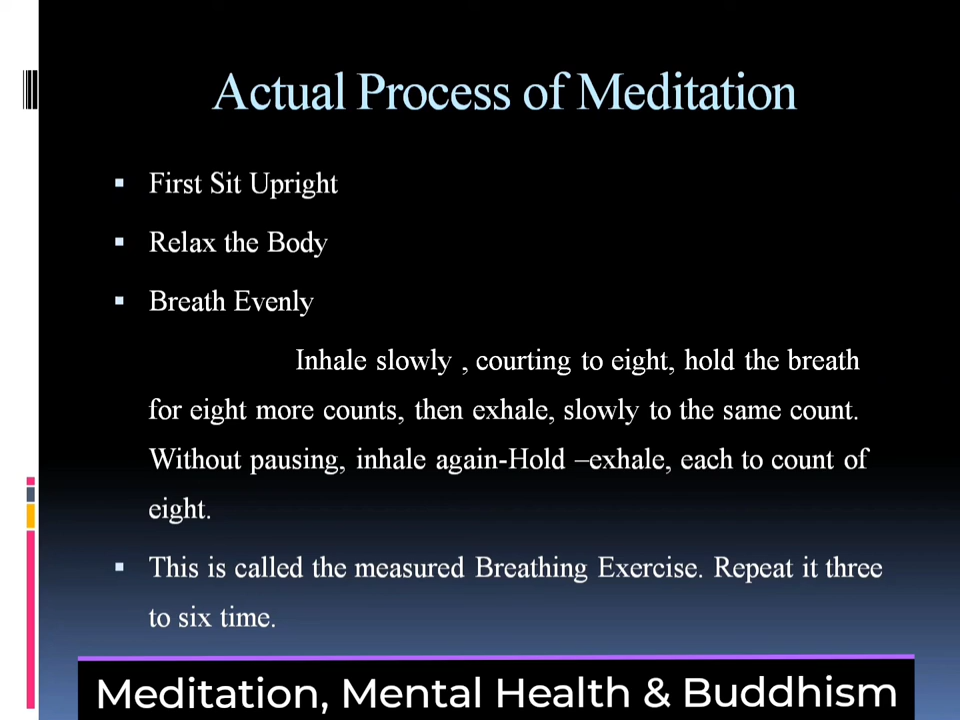 Actual Process of Meditation
▪ First Sit Upright
▪ Relax the Body
▪ Breath Evenly
Inhale slowly , courting to eight, hold the breath
for eight more counts, then exhale, slowly to the same count.
Without pausing, inhale again-Hold –exhale, each to count of
eight.
▪ This is called the measured Breathing Exercise. Repeat it three
to six time.
Meditation, Mental Health & Buddhism